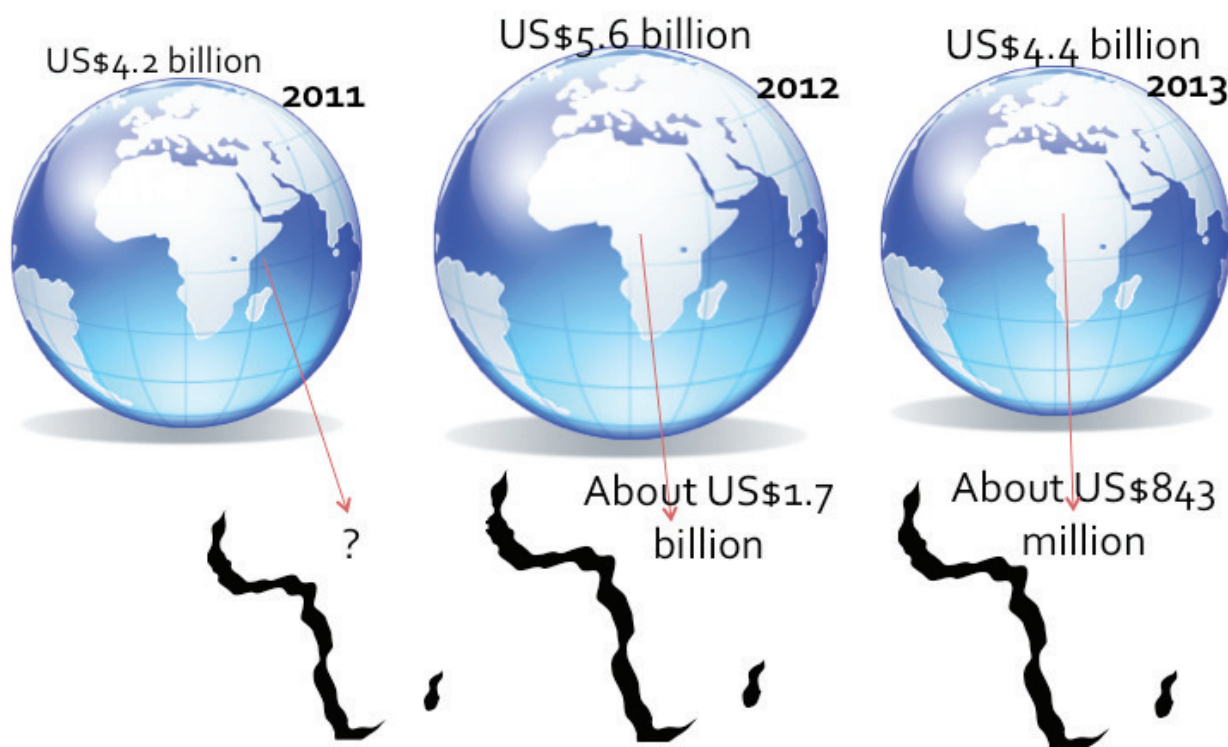 US$4.2 billion
2011
?
US$5.6 billion
2012
About US$1.7
billion
US$4.4 billion
2013
About US$843
million